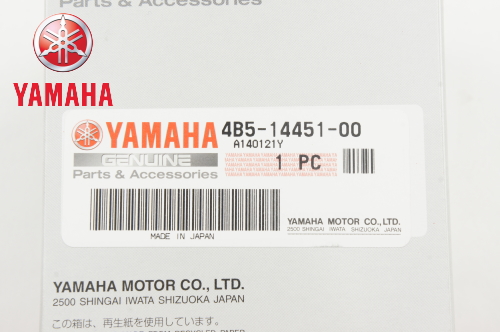 Parts & Accessories
YAMAHA
YAMAHA 4B5-14451-00
A140121Y
GENUINE
Parts & Accessories
1 PC
MADE IN JAPAN
YAMAHA MOTOR CO., LTD.
2500 SHINGAI IWATA SHIZUOKA JAPAN
YAMAHA MOTOR CO., LTD.
2500 SHINGAI IWATA SHIZUOKA JAPAN
この箱は、再生紙を使用しています。